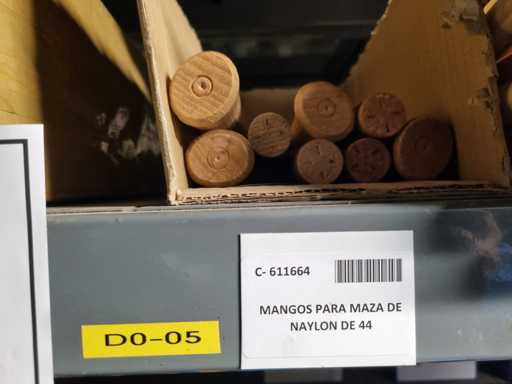 C- 611664
MANGOS PARA MAZA DE
NAYLON DE 44
D0-05